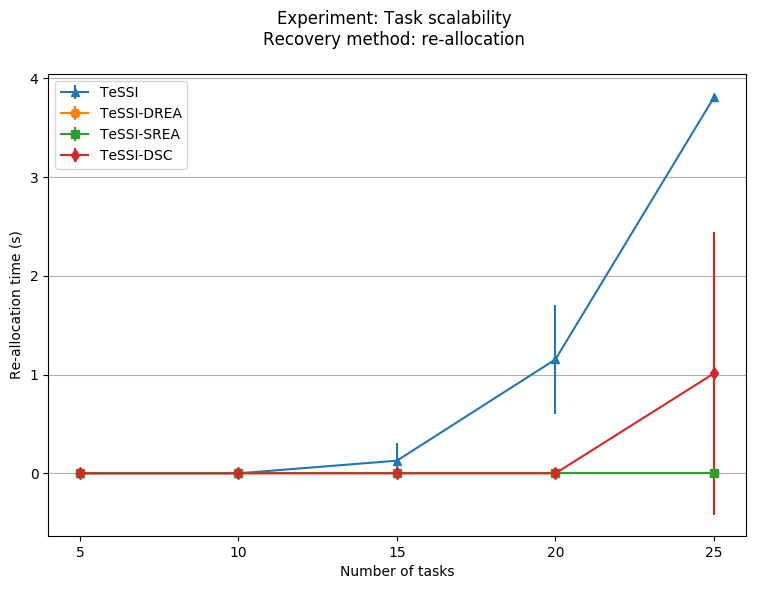 Experiment: Task scalability
Recovery method: re-allocation
TeSSI
TeSSI-DREA
TeSSI-SREA
TeSSI-DSC
Re-allocation time (s)
4
3
2
1
0
5 10 15 20 25
Number of tasks